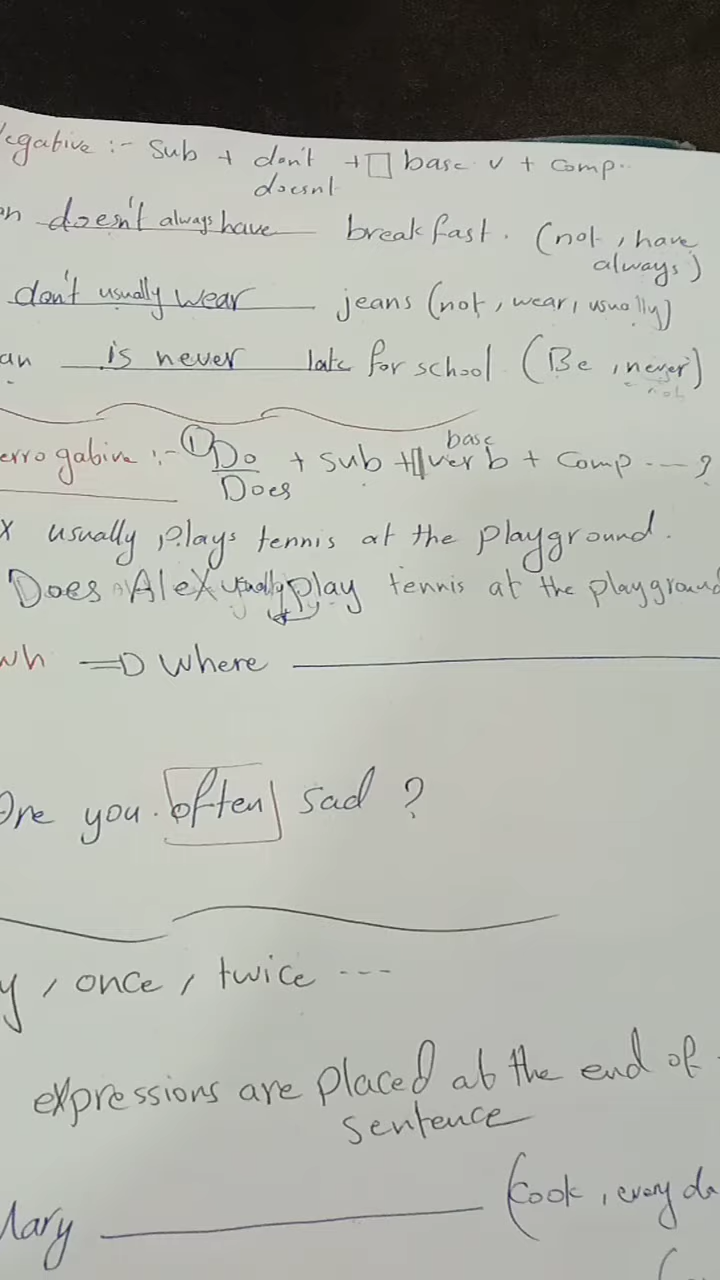 Negative :- Sub + don't + □ base v + comp..
doesn't
n doesn't always have breakfast. (not, have
always)
don't usually wear jeans (not, wear, usually)
an is never late for school (Be, never)
not
base
errogative :- ① Do + sub + □ verb + comp --- ?
Does
x usually plays tennis at the playground.
Does Alex usually play tennis at the playground
wh => Where
Are you often sad ?
y, once, twice ---
expressions are placed at the end of
sentence
Mary (cook, every da